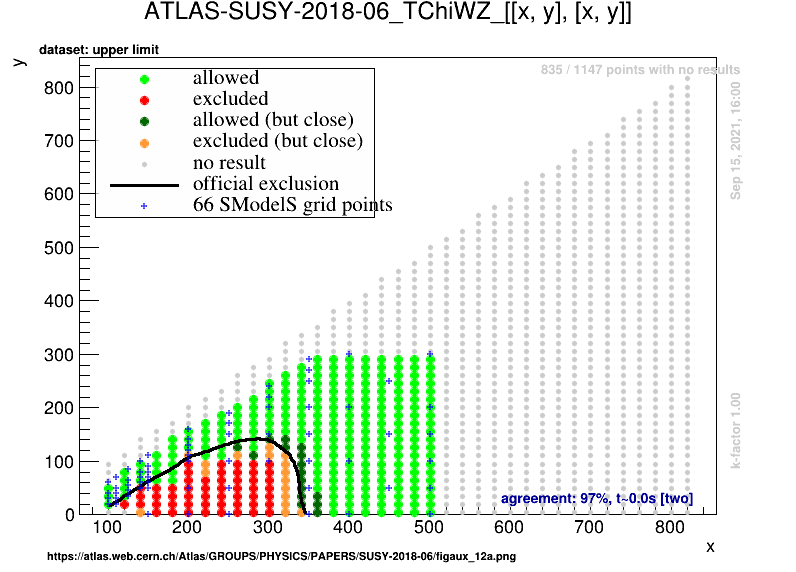 ATLAS-SUSY-2018-06_TChiWZ_[[x, y], [x, y]]
dataset: upper limit
y
835 / 1147 points with no results
allowed
excluded
allowed (but close)
excluded (but close)
no result
official exclusion
66 SModelS grid points
Sep 15, 2021, 16:00
k-factor 1.00
800
700
600
500
400
300
200
100
0
agreement: 97%, t~0.0s [two]
100 200 300 400 500 600 700 800
x
https://atlas.web.cern.ch/Atlas/GROUPS/PHYSICS/PAPERS/SUSY-2018-06/figaux_12a.png